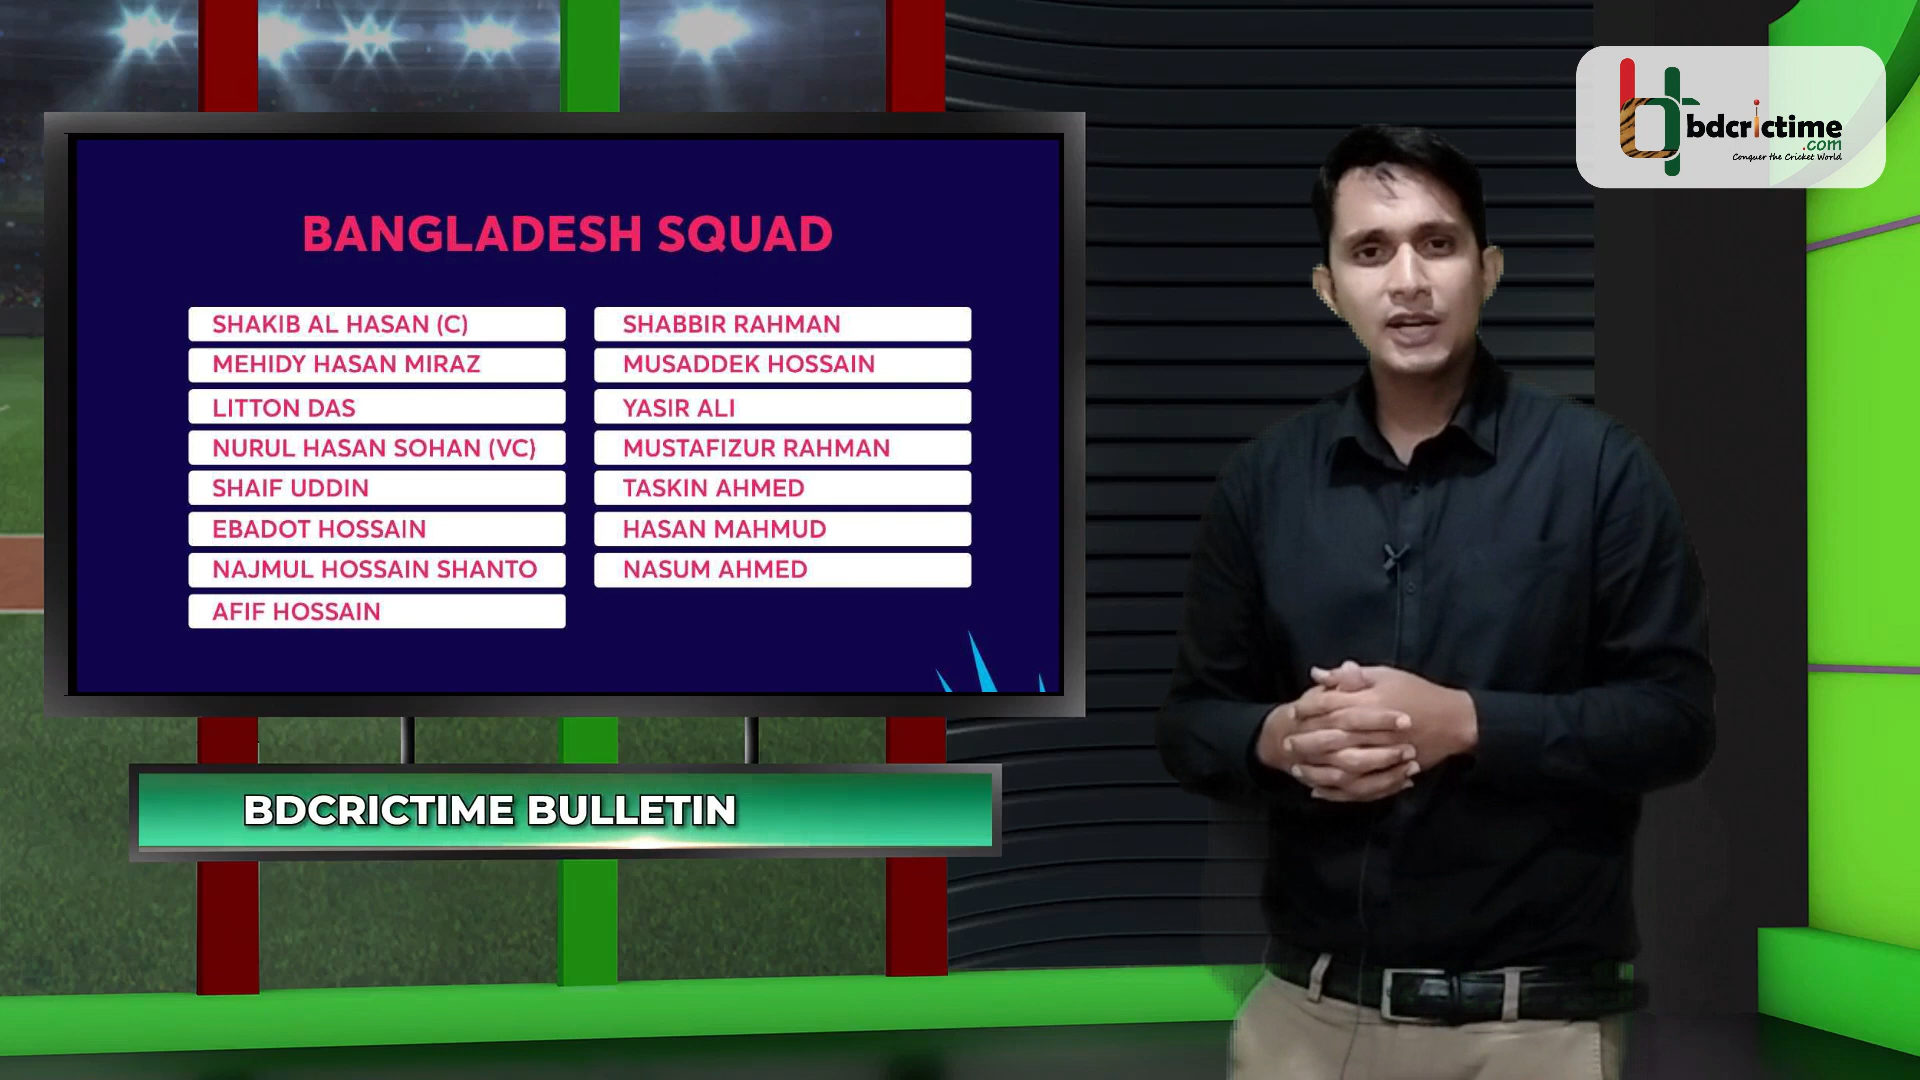 bdcrictime
.com
Conquer the Cricket World
BANGLADESH SQUAD
SHAKIB AL HASAN (C)
MEHIDY HASAN MIRAZ
LITTON DAS
NURUL HASAN SOHAN (VC)
SHAIF UDDIN
EBADOT HOSSAIN
NAJMUL HOSSAIN SHANTO
AFIF HOSSAIN
SHABBIR RAHMAN
MUSADDEK HOSSAIN
YASIR ALI
MUSTAFIZUR RAHMAN
TASKIN AHMED
HASAN MAHMUD
NASUM AHMED
BDCRICTIME BULLETIN